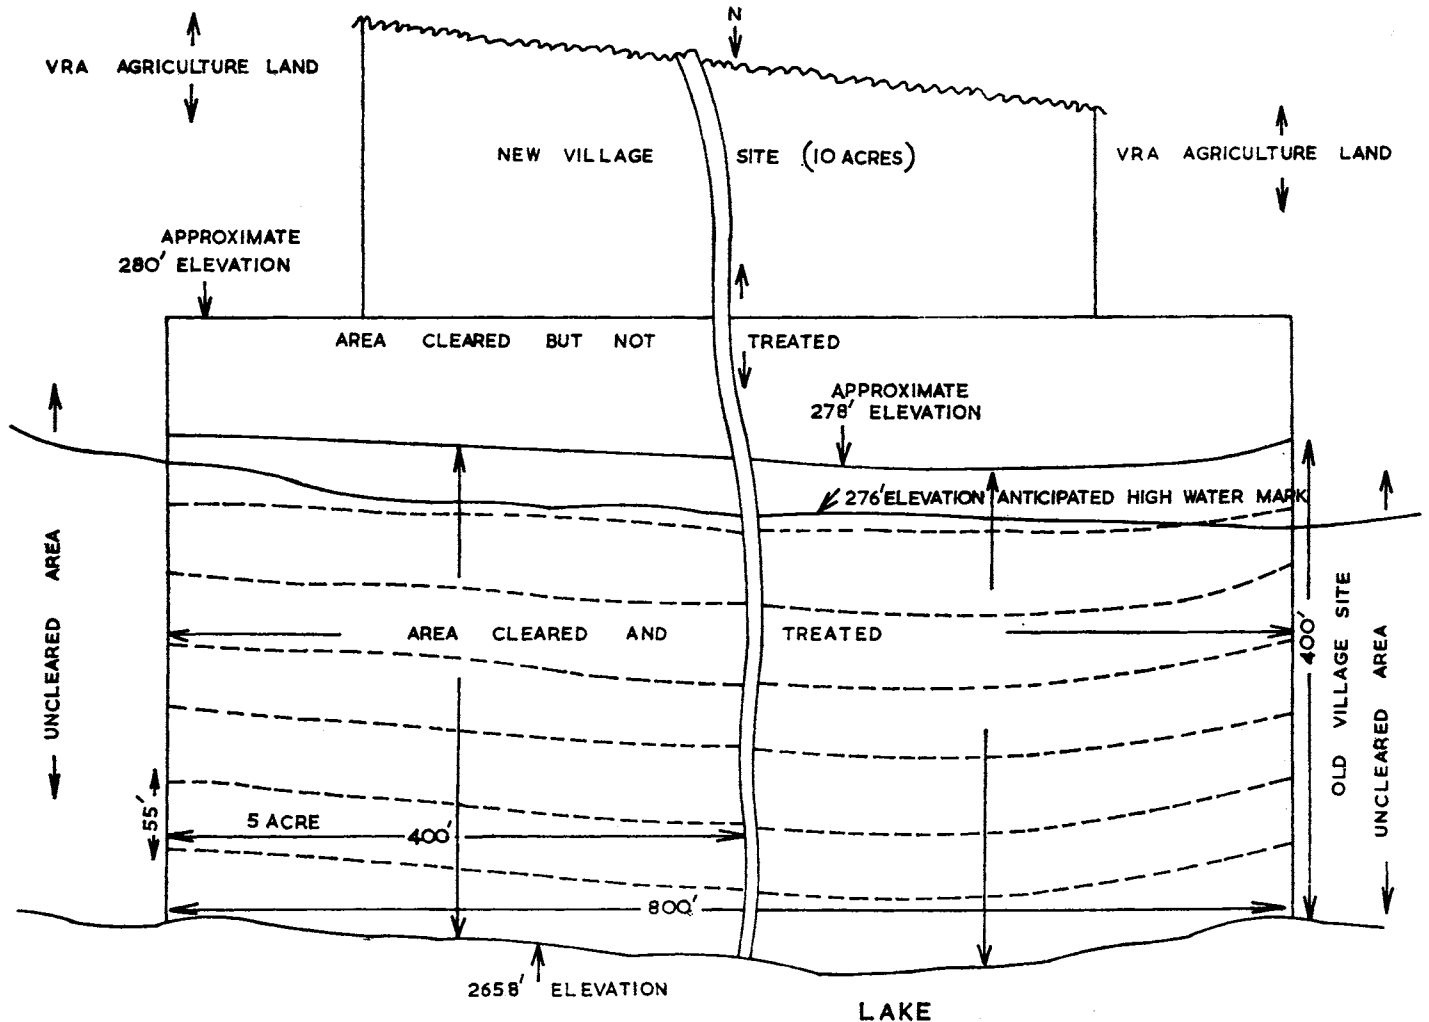 N
VRA AGRICULTURE LAND
NEW VILLAGE SITE (10 ACRES)
VRA AGRICULTURE LAND
APPROXIMATE
280' ELEVATION
AREA CLEARED BUT NOT TREATED
APPROXIMATE
278' ELEVATION
276' ELEVATION ANTICIPATED HIGH WATER MARK
UNCLEARED AREA
AREA CLEARED AND TREATED
400'
OLD VILLAGE SITE
UNCLEARED AREA
55'
5 ACRE
400'
800'
2658' ELEVATION
LAKE